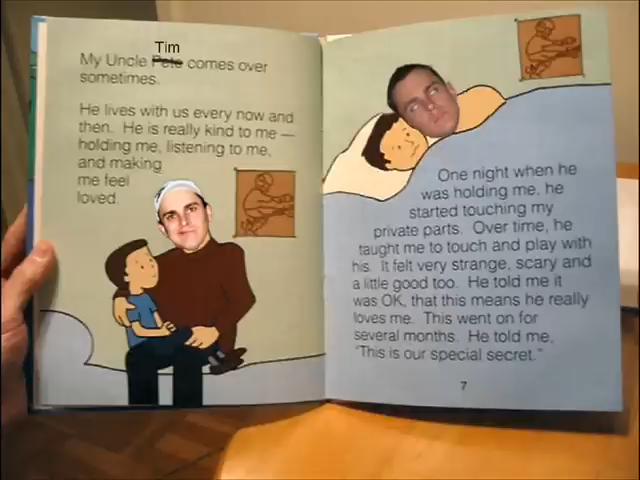 Tim
My Uncle Pete comes over
sometimes.
He lives with us every now and
then. He is really kind to me —
holding me, listening to me,
and making
me feel
loved.
One night when he
was holding me, he
started touching my
private parts. Over time, he
taught me to touch and play with
his. It felt very strange, scary and
a little good too. He told me it
was OK, that this means he really
loves me. This went on for
several months. He told me,
"This is our special secret."
7